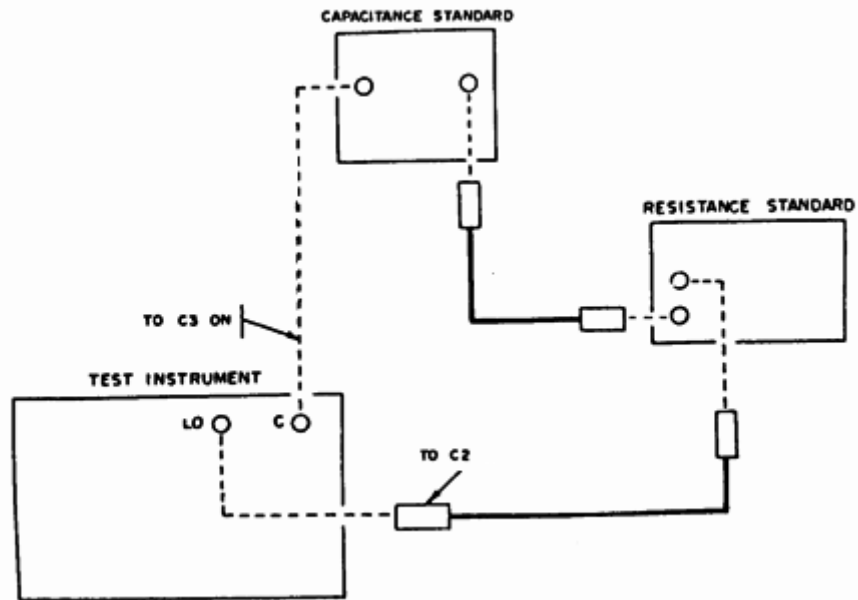 CAPACITANCE STANDARD
RESISTANCE STANDARD
TO C3 ON
TEST INSTRUMENT
LO
C
TO C2